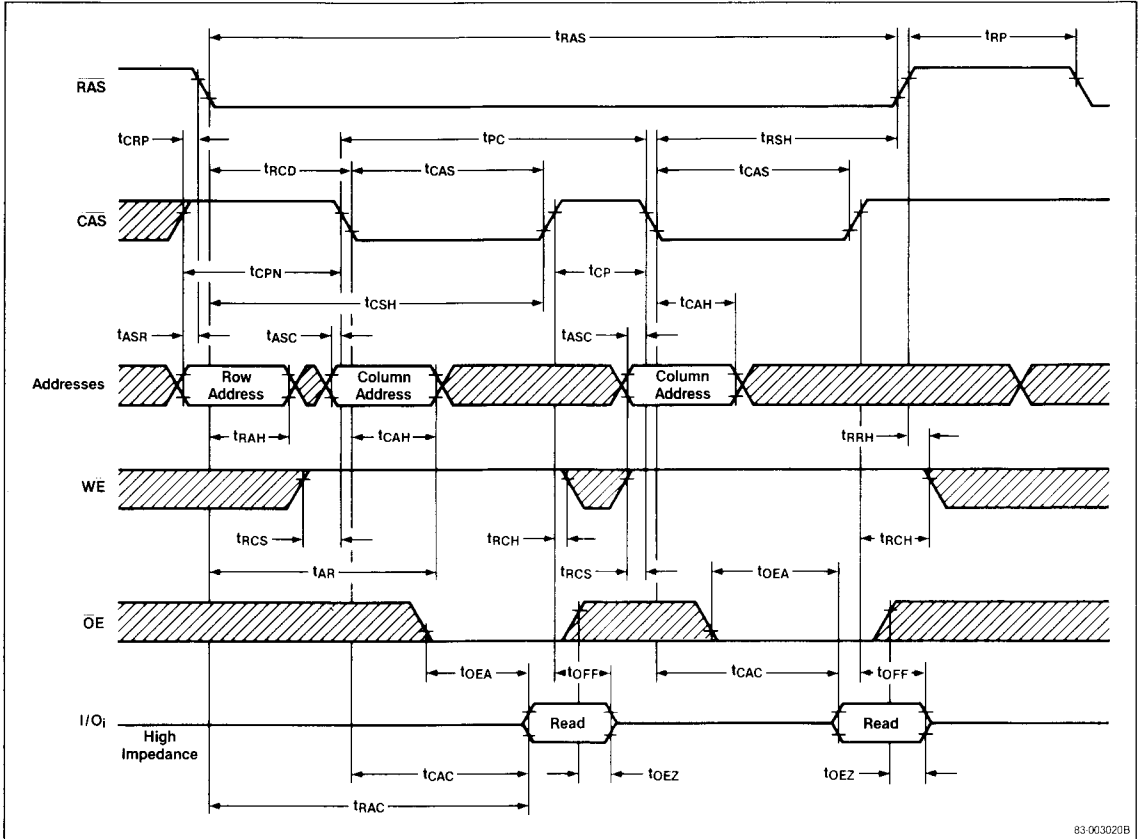 tRAS
tRP
RAS
tCRP
tPC
tRSH
tRCD
tCAS
tCAS
CAS
tCPN
tCP
tCSH
tCAH
tASR
tASC
tASC
Addresses
Row
Address
Column
Address
Column
Address
tRAH
tCAH
tRRH
WE
tRCS
tRCH
tRCH
tAR
tRCS
tOEA
OE
tOEA
tOFF
tCAC
tOFF
I/Oi
Read
Read
High
Impedance
tCAC
tOEZ
tOEZ
tRAC
83-003020B